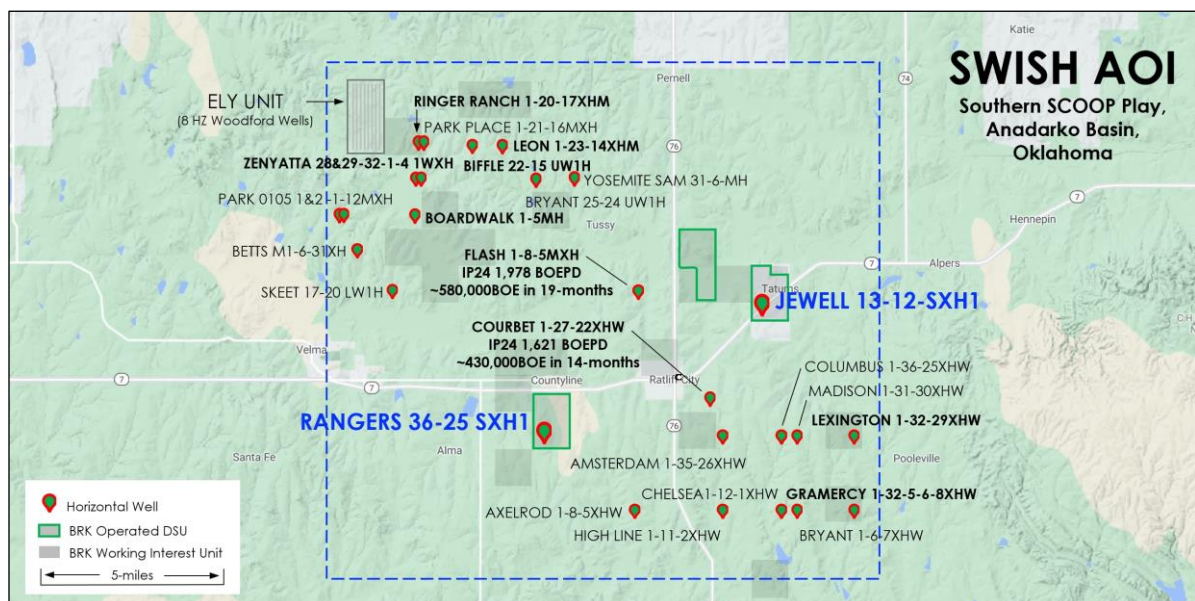 Katie
SWISH AOI
Southern SCOOP Play,
Anadarko Basin,
Oklahoma
Pernell
74
ELY UNIT
(8 HZ Woodford Wells)
RINGER RANCH 1-20-17XHM
PARK PLACE 1-21-16MXH
76
LEON 1-23-14XHM
ZENYATTA 28&29-32-1-4 1WXH
BIFFLE 22-15 UW1H
YOSEMITE SAM 31-6-MH
PARK 0105 1&2-1-12MXH
BRYANT 25-24 UW1H
BOARDWALK 1-5MH
Tussy
Hennepin
BETTS M1-6-31XH
FLASH 1-8-5MXH
IP24 1,978 BOEPD
~580,000BOE in 19-months
7
Alpers
7
SKEET 17-20 LW1H
Tatums
JEWELL 13-12-SXH1
COURBET 1-27-22XHW
IP24 1,621 BOEPD
~430,000BOE in 14-months
Velma
COLUMBUS 1-36-25XHW
7
7
Countyline
Ratliff City
7
MADISON 1-31-30XHW
RANGERS 36-25 SXH1
LEXINGTON 1-32-29XHW
76
Santa Fe
Alma
AMSTERDAM 1-35-26XHW
Pooleville
CHELSEA1-12-1XHW
GRAMERCY 1-32-5-6-8XHW
AXELROD 1-8-5XHW
HIGH LINE 1-11-2XHW
BRYANT 1-6-7XHW
Horizontal Well
BRK Operated DSU
BRK Working Interest Unit
5-miles